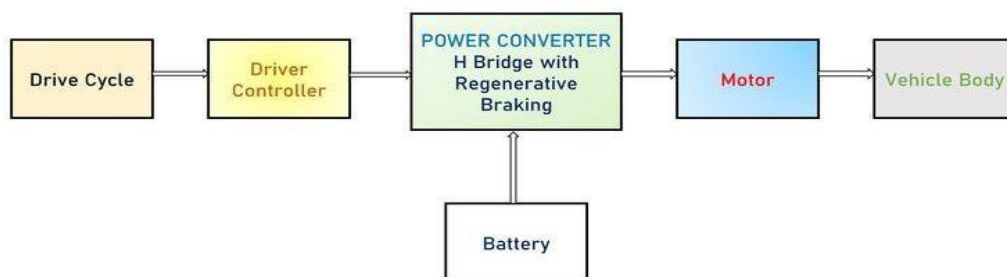 Drive Cycle
Driver
Controller
POWER CONVERTER
H Bridge with
Regenerative
Braking
Motor
Vehicle Body
Battery